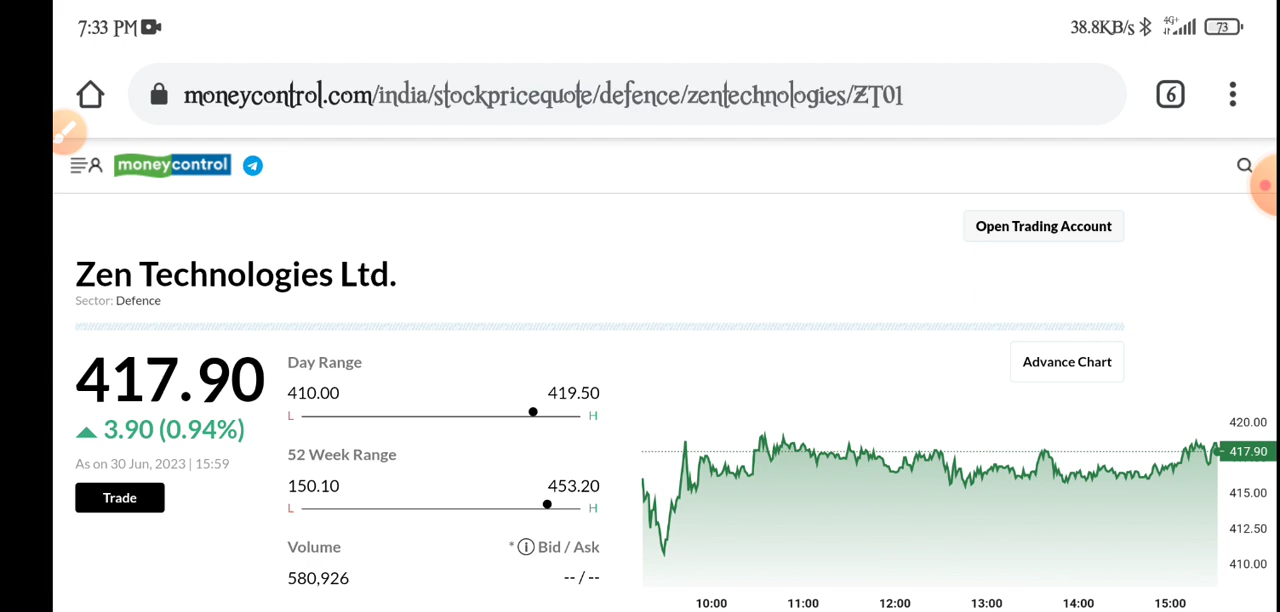 7:33 PM
38.8KB/s 4G+ 73
moneycontrol.com/india/stockpricequote/defence/zentechnologies/ZT01
6
moneycontrol
Open Trading Account
Zen Technologies Ltd.
Sector: Defence
417.90
3.90 (0.94%)
As on 30 Jun, 2023 | 15:59
Trade
Day Range
410.00 419.50
L H
52 Week Range
150.10 453.20
L H
Volume * i Bid / Ask
580,926 -- / --
Advance Chart
420.00
417.90
415.00
412.50
410.00
10:00 11:00 12:00 13:00 14:00 15:00